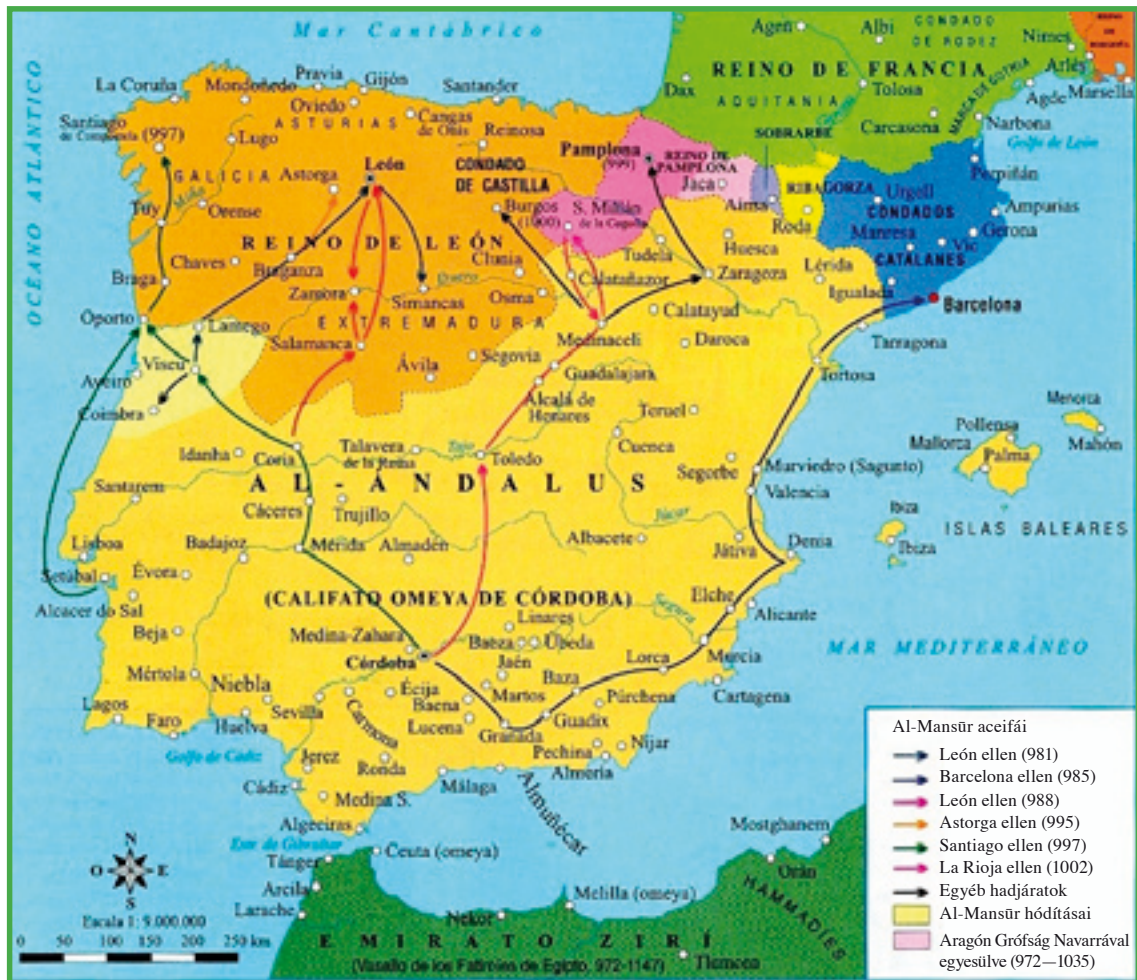 Mar Cantábrico
OCÉANO ATLÁNTICO
Agen
Albi
CONDADO
DE RODEZ
Nimes
Arlés
Marsella
Agde
MARCA DE GOTHIA
REINO DE FRANCIA
AQUITANIA
Dax
Tolosa
Carcasona
Narbona
Golfo de León
La Coruña
Mondoñedo
Pravia
Gijón
Santander
Oviedo
ASTURIAS
Cangas
de Onís
Reinosa
Santiago
de Compostela (997)
Lugo
GALICIA
Astorga
León
CONDADO
DE CASTILLA
Pamplona
(999)
REINO DE
PAMPLONA
SOBRARBE
Jaca
Aínsa
RIBAGORZA
Roda
Urgell
CONDADOS
CATALANES
Manresa
Vic
Perpiñán
Ampurias
Gerona
Tuy
Miño
Orense
Burgos
(1000)
S. Millán
de la Cogolla
REINO DE LEÓN
Chaves
Braganza
Braga
Clunia
Duero
Zamora
Simancas
Osma
EXTREMADURA
Calatañazor
Tudela
Huesca
Zaragoza
Lérida
Igualada
Barcelona
Oporto
Lamego
Salamanca
Medinaceli
Calatayud
Daroca
Tarragona
Tortosa
Viseu
Aveiro
Coimbra
Ávila
Segovia
Guadalajara
Alcalá de
Henares
Teruel
Cuenca
Menorca
Mahón
Pollensa
Mallorca
Palma
Idanha
Coria
Talavera
de la Reina
Tajo
Toledo
Segorbe
Murviedro (Sagunto)
Valencia
AL-ÁNDALUS
Santarem
Cáceres
Trujillo
Júcar
Ibiza
Ibiza
ISLAS BALEARES
Lisboa
Badajoz
Mérida
Almadén
Albacete
Játiva
Denia
Setúbal
Évora
Alcacer do Sal
(CALIFATO OMEYA DE CÓRDOBA)
Segura
Elche
Alicante
Beja
Medina-Zahara
Linares
Baeza
Úbeda
Córdoba
Jaén
Lorca
Murcia
MAR MEDITERRÁNEO
Mértola
Niebla
Écija
Baena
Martos
Baza
Púrchena
Cartagena
Lagos
Faro
Huelva
Sevilla
Carmona
Lucena
Granada
Guadix
Golfo de Cádiz
Jerez
Ronda
Pechina
Níjar
Almería
Cádiz
Medina S.
Málaga
Almuñécar
Algeciras
Estr. de Gibraltar
Tánger
Ceuta (omeya)
Mostghanem
Orán
Arcila
Larache
Nekor
Melilla (omeya)
HAMMADÍES
EMIRATO ZIRÍ
(Vasallo de los Fatimíes de Egipto, 972-1147)
Tlemcen
N
O
E
S
Escala 1: 9.000.000
0 50 100 150 200 250 km
Al-Mansūr aceifái
León ellen (981)
Barcelona ellen (985)
León ellen (988)
Astorga ellen (995)
Santiago ellen (997)
La Rioja ellen (1002)
Egyéb hadjáratok
Al-Mansūr hódításai
Aragón Grófság Navarrával
egyesülve (972—1035)